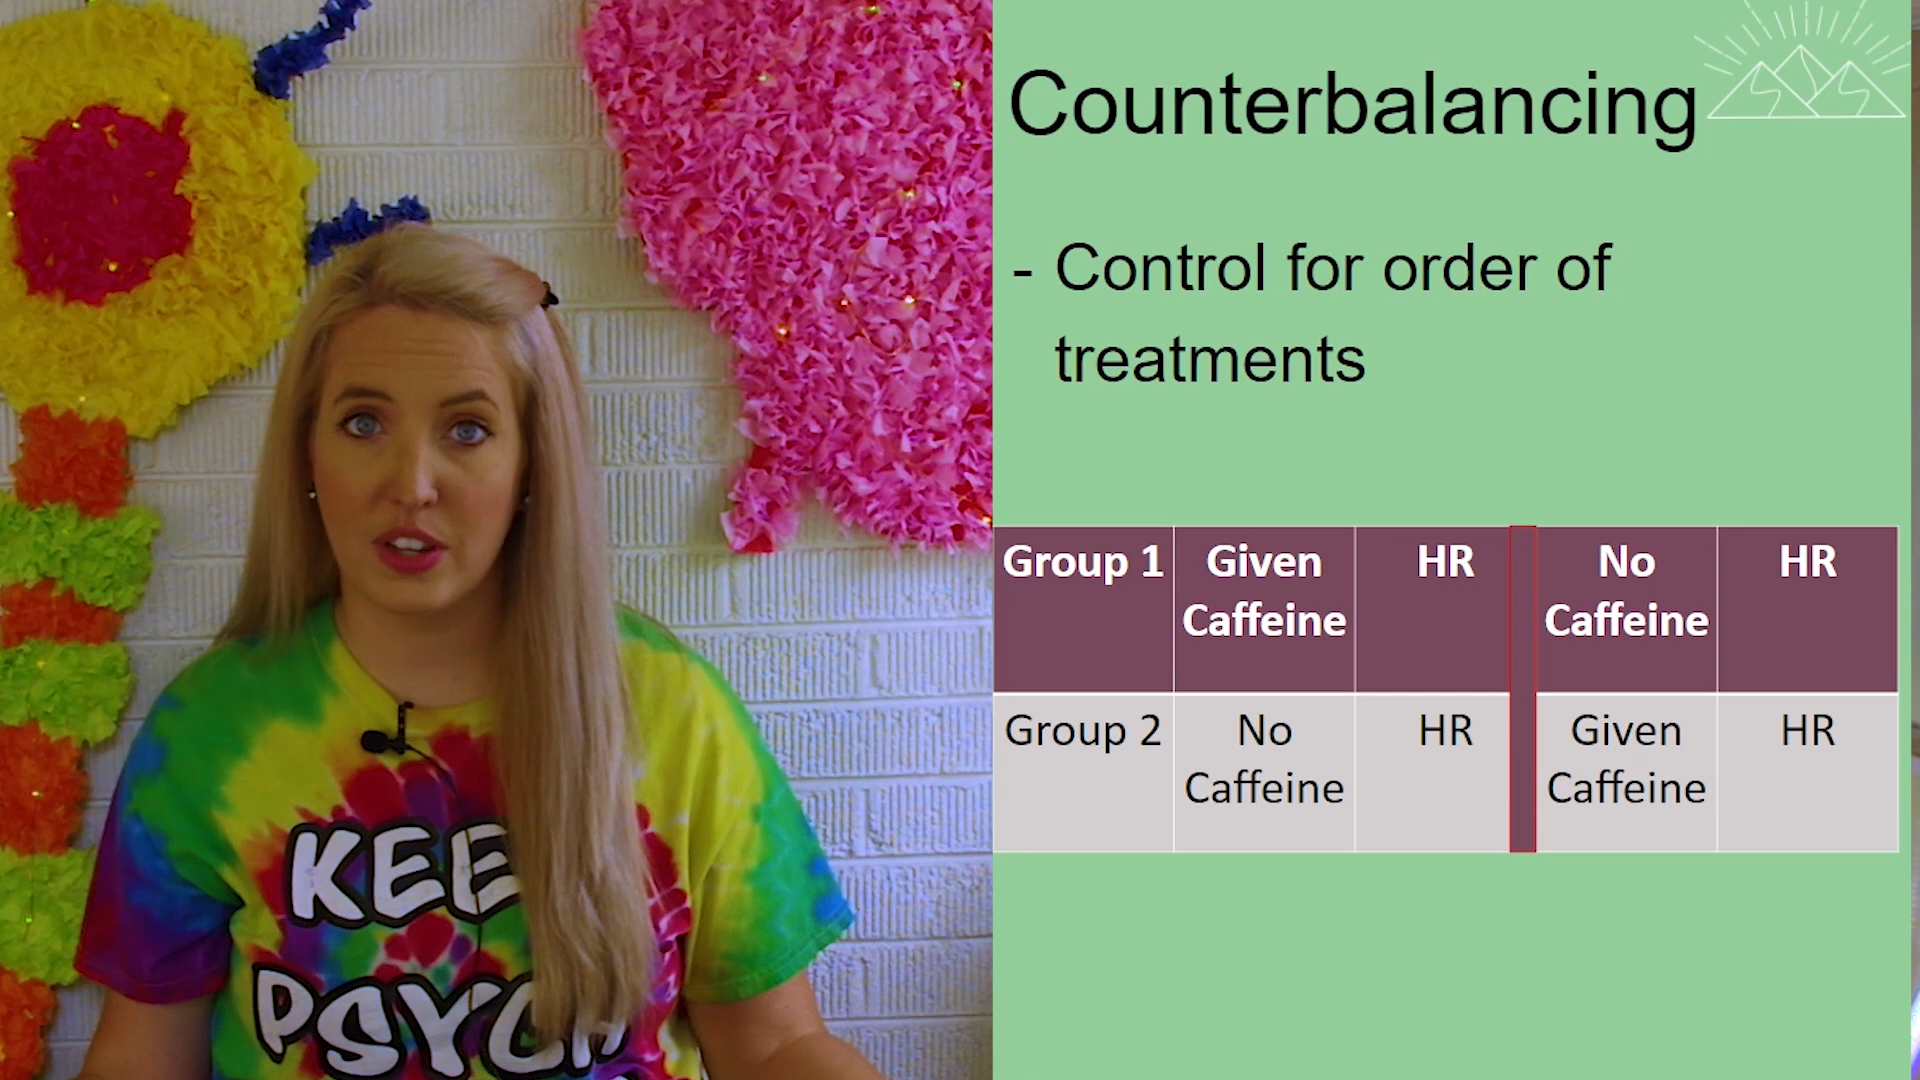 Counterbalancing
- Control for order of
treatments
Group 1 Given Caffeine HR No Caffeine HR
Group 2 No Caffeine HR Given Caffeine HR
KEE
PSYCH